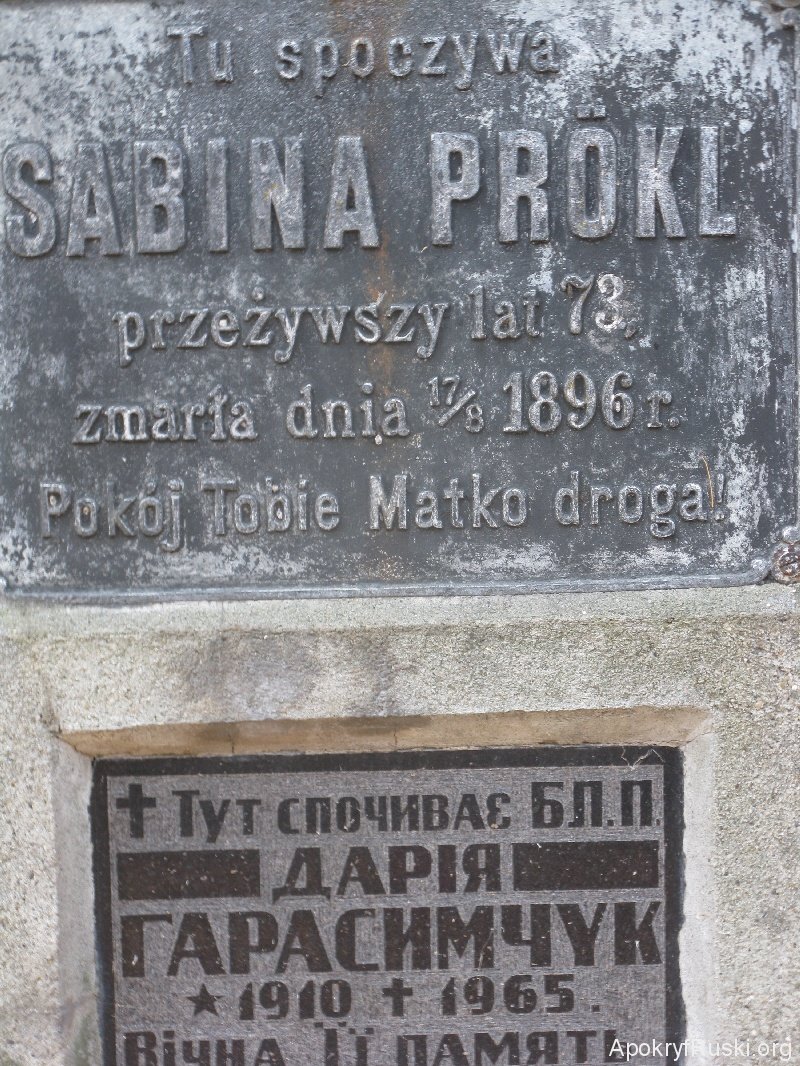 Tu spoczywa
SABINA PRÖKL
przeżywszy lat 73,
zmarła dnia 17/8 1896 r.
Pokój Tobie Matko droga!
✝ Тут спочиває БЛ.П.
ДАРІЯ
ГАРАСИМЧУК
★ 1910 ✝ 1965.
Вічна Її ПАМЯТЬ.
ApokryfRuski.org